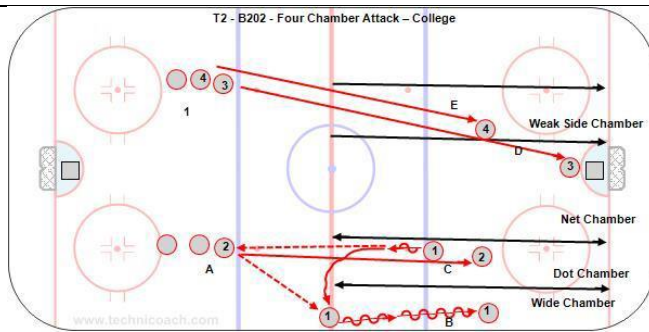 T2 - B202 - Four Chamber Attack – College
4
3
1
E
4
Weak Side Chamber
D
3
Net Chamber
2
1
2
A
C
Dot Chamber
Wide Chamber
1
B
1
www.technicoach.com